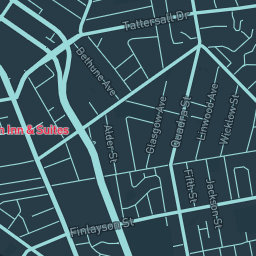 Tattersall Dr
Bethune Ave
Inn & Suites
Alder St
Glasgow Ave
Quadra St
Linwood Ave
Wicklow St
Fifth St
Jackson St
Finlayson St